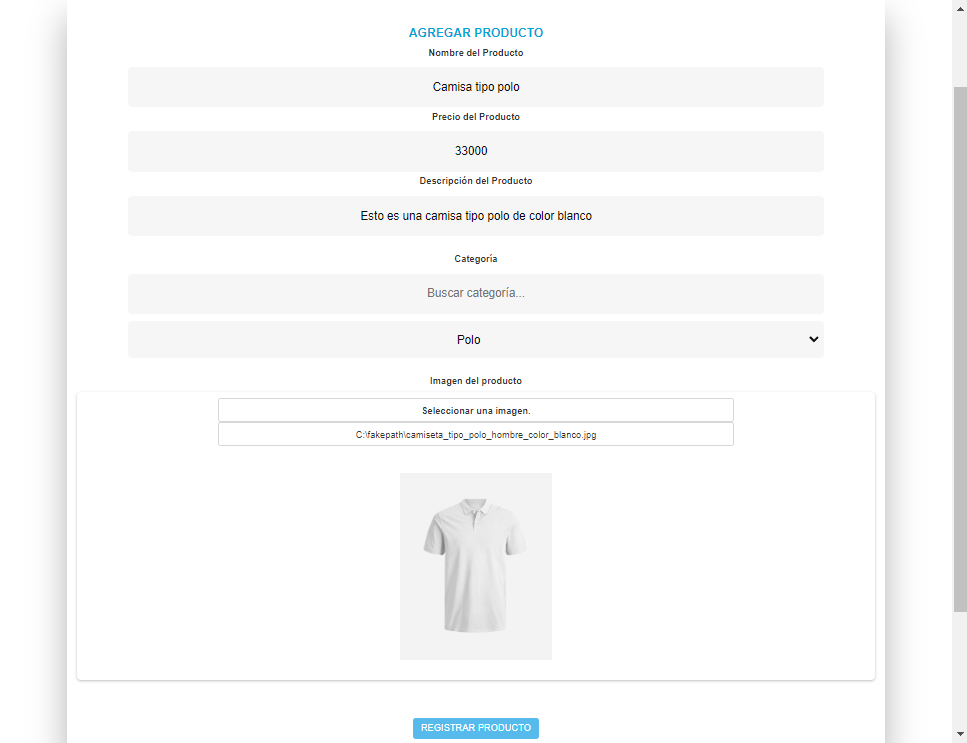 AGREGAR PRODUCTO
Nombre del Producto
Camisa tipo polo
Precio del Producto
33000
Descripción del Producto
Esto es una camisa tipo polo de color blanco
Categoría
Buscar categoría...
Polo
Imagen del producto
Seleccionar una imagen.
C:\fakepath\camiseta_tipo_polo_hombre_color_blanco.jpg
REGISTRAR PRODUCTO